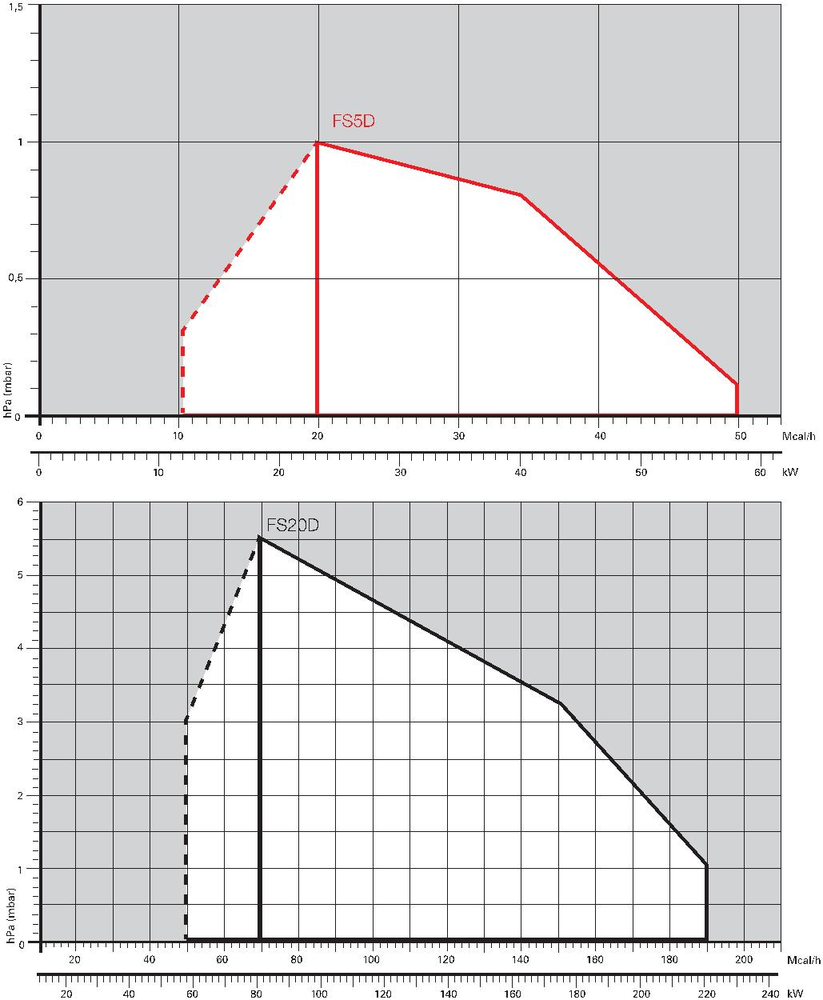 1,5
FS5D
1
0,5
hPa (mbar)
0
0 10 20 30 40 50 Mcal/h
0 10 20 30 40 50 60 kW
6
FS20D
5
4
3
2
1
hPa (mbar)
0
20 40 60 80 100 120 140 160 180 200 Mcal/h
20 40 60 80 100 120 140 160 180 200 220 240 kW